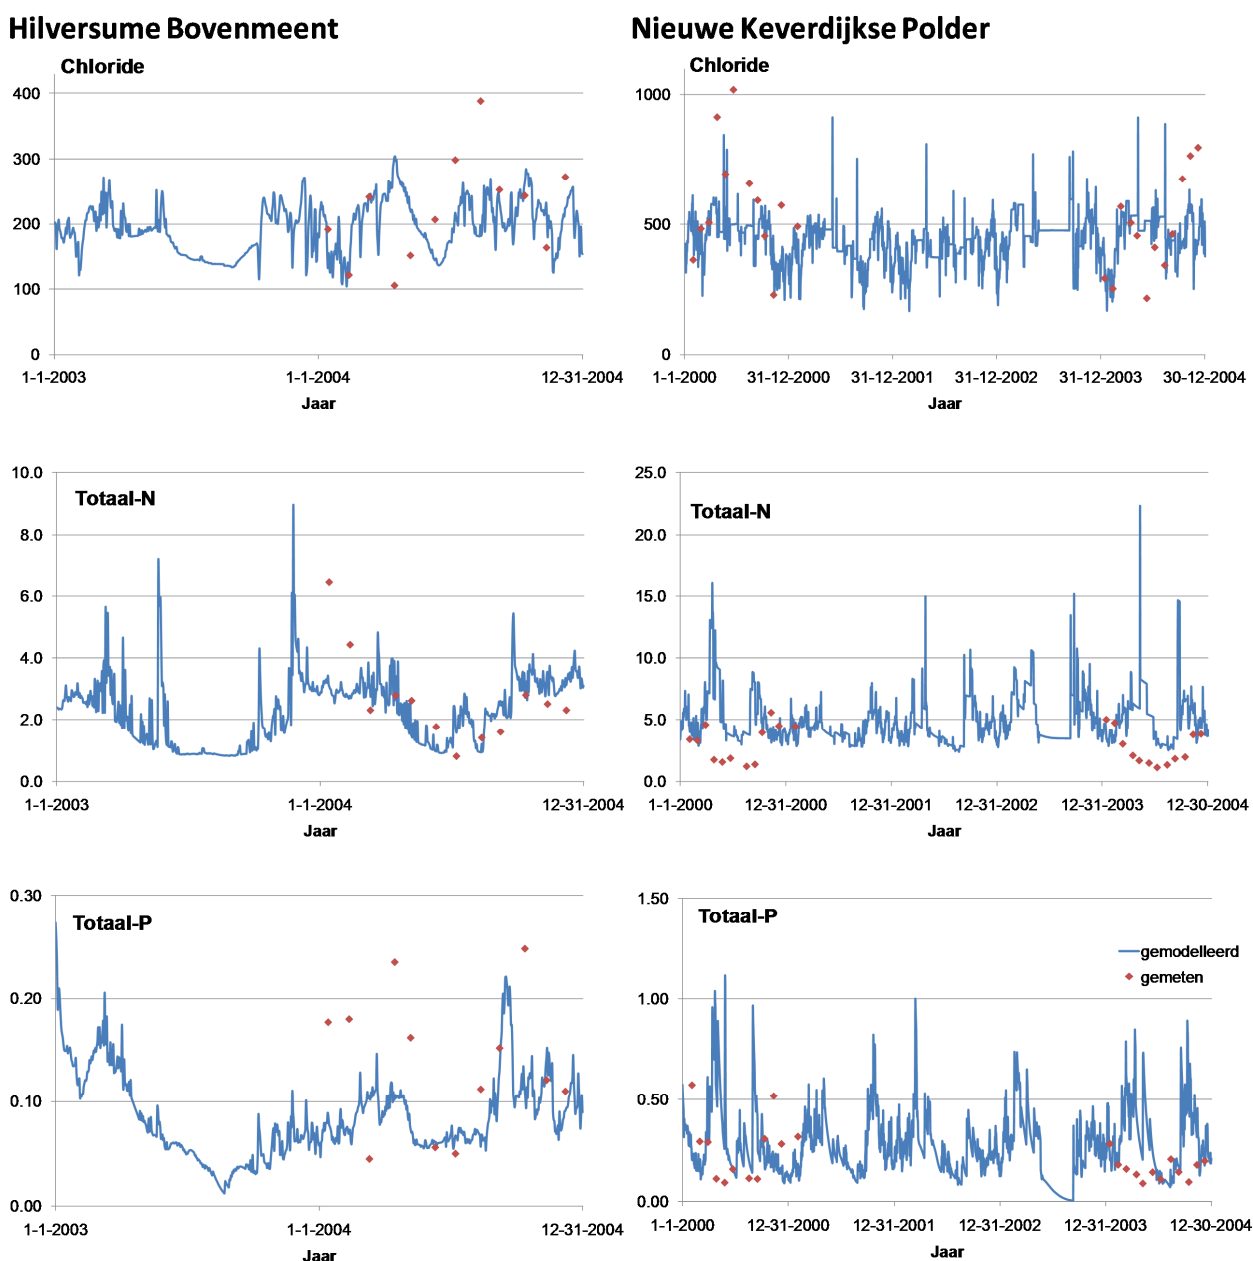 Hilversume Bovenmeent
Nieuwe Keverdijkse Polder
Chloride
400
300
200
100
0
1-1-2003 1-1-2004 12-31-2004
Jaar
Chloride
1000
500
0
1-1-2000 31-12-2000 31-12-2001 31-12-2002 31-12-2003 30-12-2004
Jaar
Totaal-N
10.0
8.0
6.0
4.0
2.0
0.0
1-1-2003 1-1-2004 12-31-2004
Jaar
Totaal-N
25.0
20.0
15.0
10.0
5.0
0.0
1-1-2000 12-31-2000 12-31-2001 12-31-2002 12-31-2003 12-30-2004
Jaar
Totaal-P
0.30
0.20
0.10
0.00
1-1-2003 1-1-2004 12-31-2004
Jaar
Totaal-P
1.50
1.00
0.50
0.00
gemodelleerd
gemeten
1-1-2000 12-31-2000 12-31-2001 12-31-2002 12-31-2003 12-30-2004
Jaar